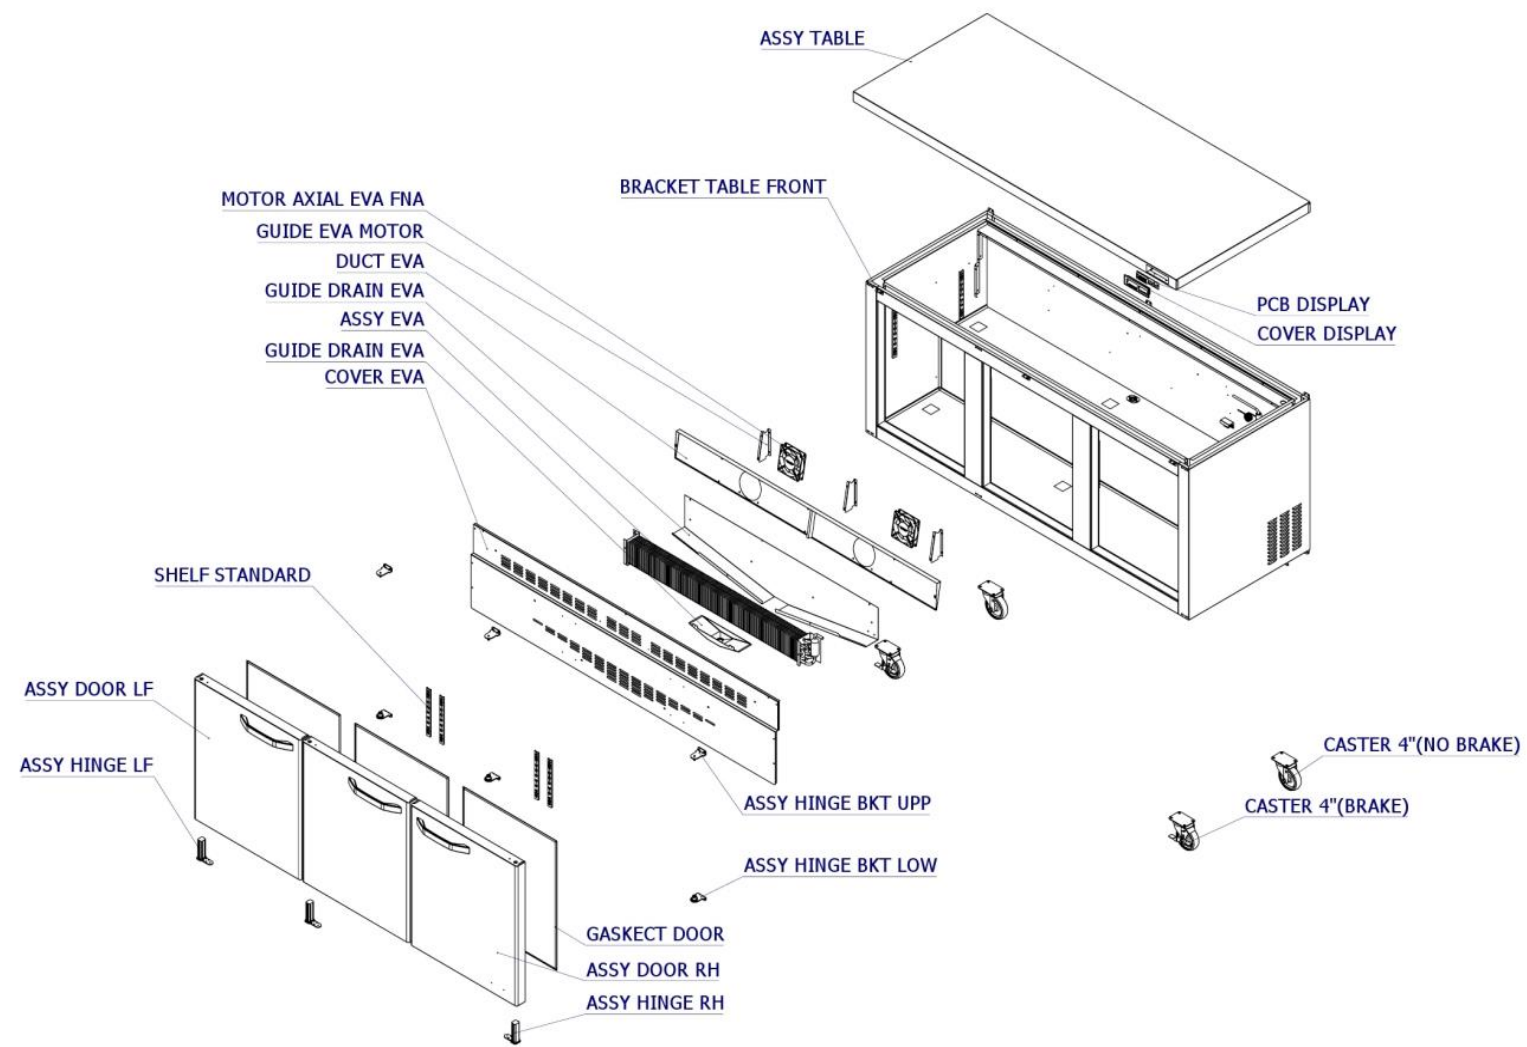 ASSY TABLE
BRACKET TABLE FRONT
MOTOR AXIAL EVA FNA
GUIDE EVA MOTOR
DUCT EVA
GUIDE DRAIN EVA
ASSY EVA
GUIDE DRAIN EVA
COVER EVA
PCB DISPLAY
COVER DISPLAY
SHELF STANDARD
ASSY DOOR LF
ASSY HINGE LF
CASTER 4"(NO BRAKE)
CASTER 4"(BRAKE)
ASSY HINGE BKT UPP
ASSY HINGE BKT LOW
GASKECT DOOR
ASSY DOOR RH
ASSY HINGE RH